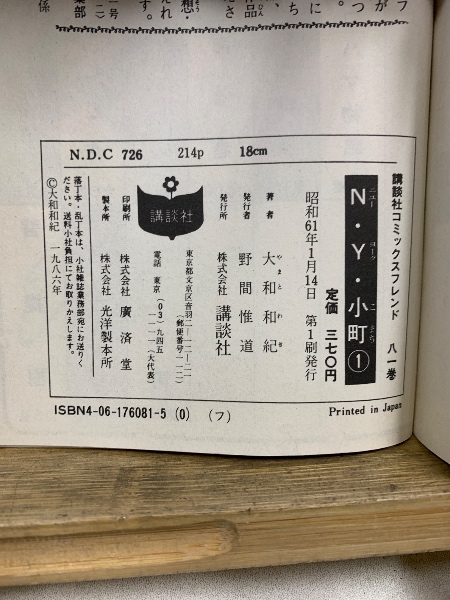 N.D.C 726 214p 18cm
講談社コミックスフレンド 八一巻
N・Y・小町①
ニュー ヨーク こまち
定価 三七〇円
昭和61年1月14日 第1刷発行
著者 大和和紀
やまと わき
発行者 野間惟道
発行所 株式会社 講談社
東京都文京区音羽二―一二―二一
(郵便番号一一二)
電話 東京(03)九四五
一一一一(大代表)
講談社
印刷所 株式会社 廣済堂
製本所 株式会社 光洋製本所
落丁本・乱丁本は、小社雑誌業務部宛にお送りく
ださい。送料小社負担にてお取りかえします。
©大和和紀 一九八六年
ISBN4-06-176081-5 (0) (フ)
Printed in Japan